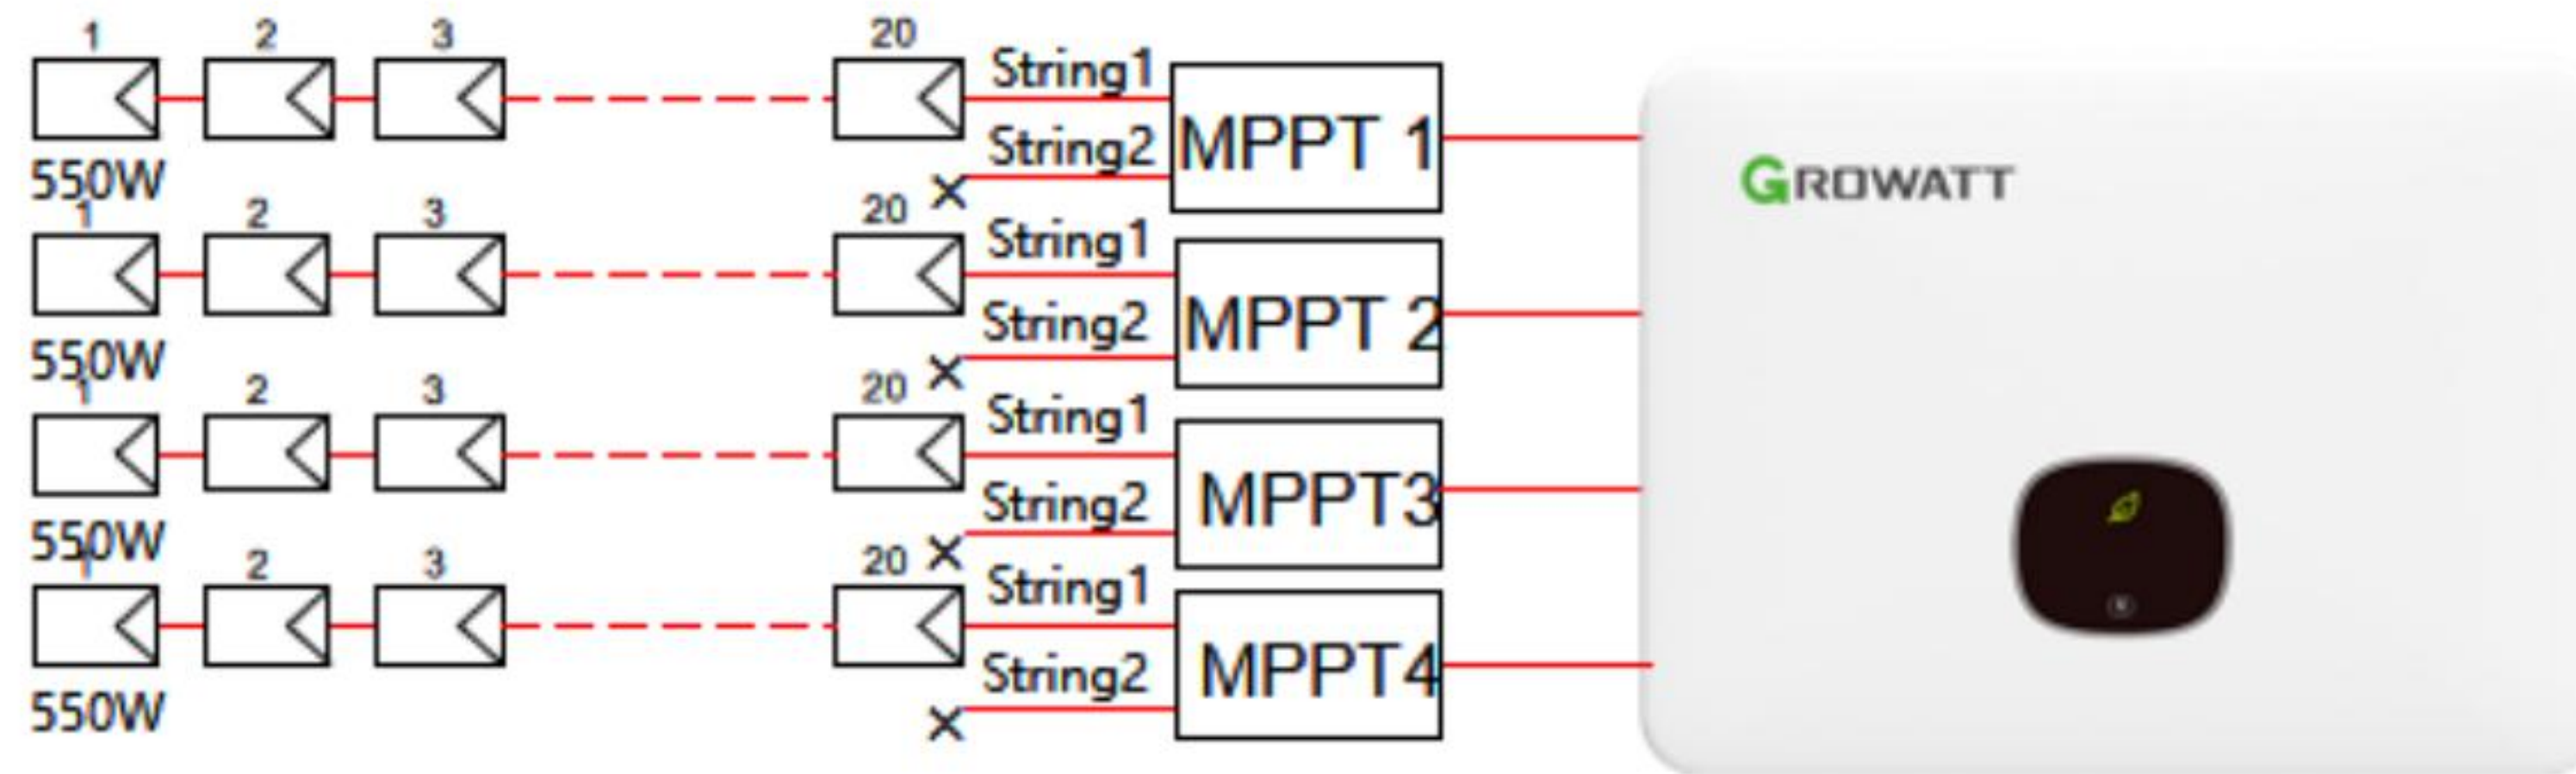 1 2 3 20 String1
String2 MPPT 1
550W
GROWATT
1 2 3 20 String1
String2 MPPT 2
550W
1 2 3 20 String1
String2 MPPT3
550W
1 2 3 20 String1
String2 MPPT4
550W